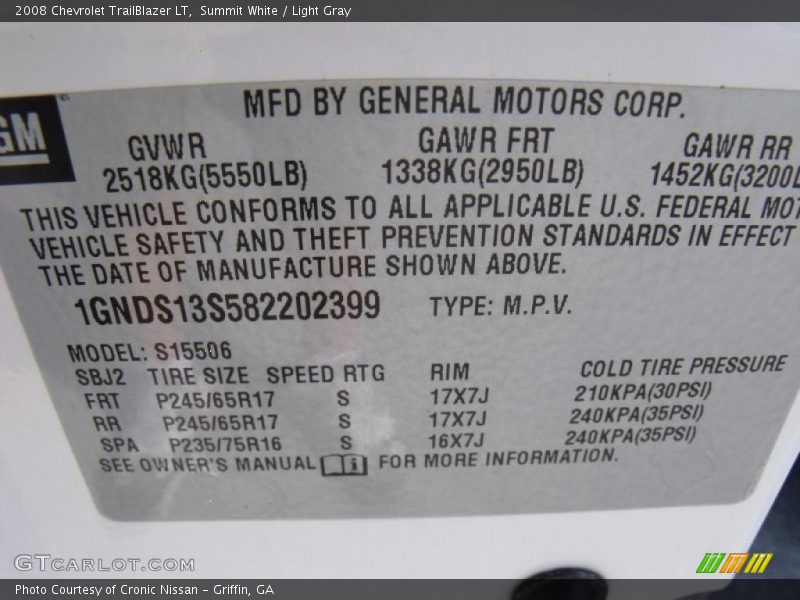 2008 Chevrolet TrailBlazer LT,  Summit White / Light Gray
GM
MFD BY GENERAL MOTORS CORP.
GVWR GAWR FRT GAWR RR
2518KG(5550LB) 1338KG(2950LB) 1452KG(3200L
THIS VEHICLE CONFORMS TO ALL APPLICABLE U.S. FEDERAL MOT
VEHICLE SAFETY AND THEFT PREVENTION STANDARDS IN EFFECT
THE DATE OF MANUFACTURE SHOWN ABOVE.
1GNDS13S582202399 TYPE: M.P.V.
MODEL: S15506
SBJ2 TIRE SIZE SPEED RTG RIM COLD TIRE PRESSURE
FRT P245/65R17 S 17X7J 210KPA(30PSI)
RR P245/65R17 S 17X7J 240KPA(35PSI)
SPA P235/75R16 S 16X7J 240KPA(35PSI)
SEE OWNER'S MANUAL FOR MORE INFORMATION.
GTCARLOT.COM
Photo Courtesy of Cronic Nissan - Griffin, GA